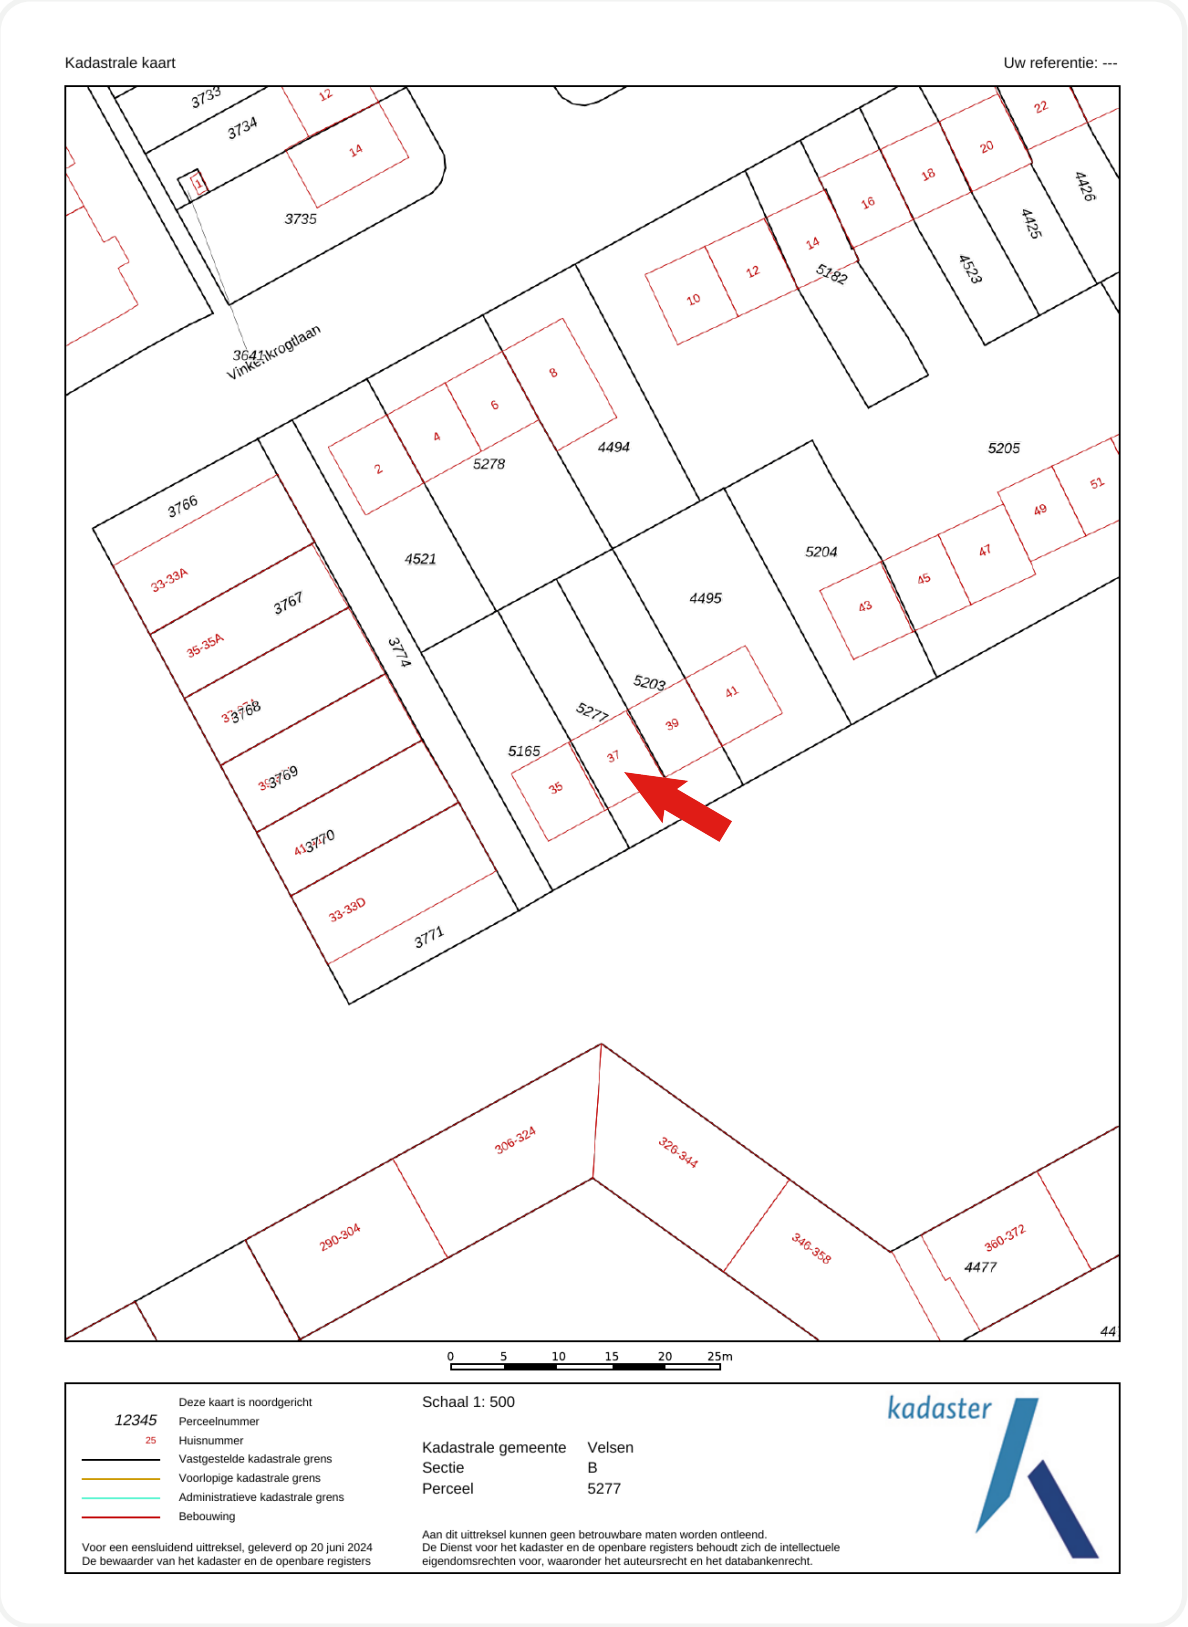 Kadastrale kaart
Uw referentie: ---
3733
12
22
3734
14
20
1
18
4426
16
3735
4425
14
5182
12
4523
10
3641
Vinkenkrogtlaan
8
6
4
2
4494
5205
5278
51
3766
49
4521
5204
47
33-33A
45
3767
4495
43
35-35A
3774
5203
41
3768
5277
39
5165
37
3769
35
3770
33-33D
3771
306-324
326-344
290-304
346-358
360-372
4477
44
0 5 10 15 20 25m
Deze kaart is noordgericht
12345 Perceelnummer
25 Huisnummer
Vastgestelde kadastrale grens
Voorlopige kadastrale grens
Administratieve kadastrale grens
Bebouwing
Voor een eensluidend uittreksel, geleverd op 20 juni 2024
De bewaarder van het kadaster en de openbare registers
Schaal 1: 500
Kadastrale gemeente Velsen
Sectie B
Perceel 5277
Aan dit uittreksel kunnen geen betrouwbare maten worden ontleend.
De Dienst voor het kadaster en de openbare registers behoudt zich de intellectuele
eigendomsrechten voor, waaronder het auteursrecht en het databankenrecht.
kadaster